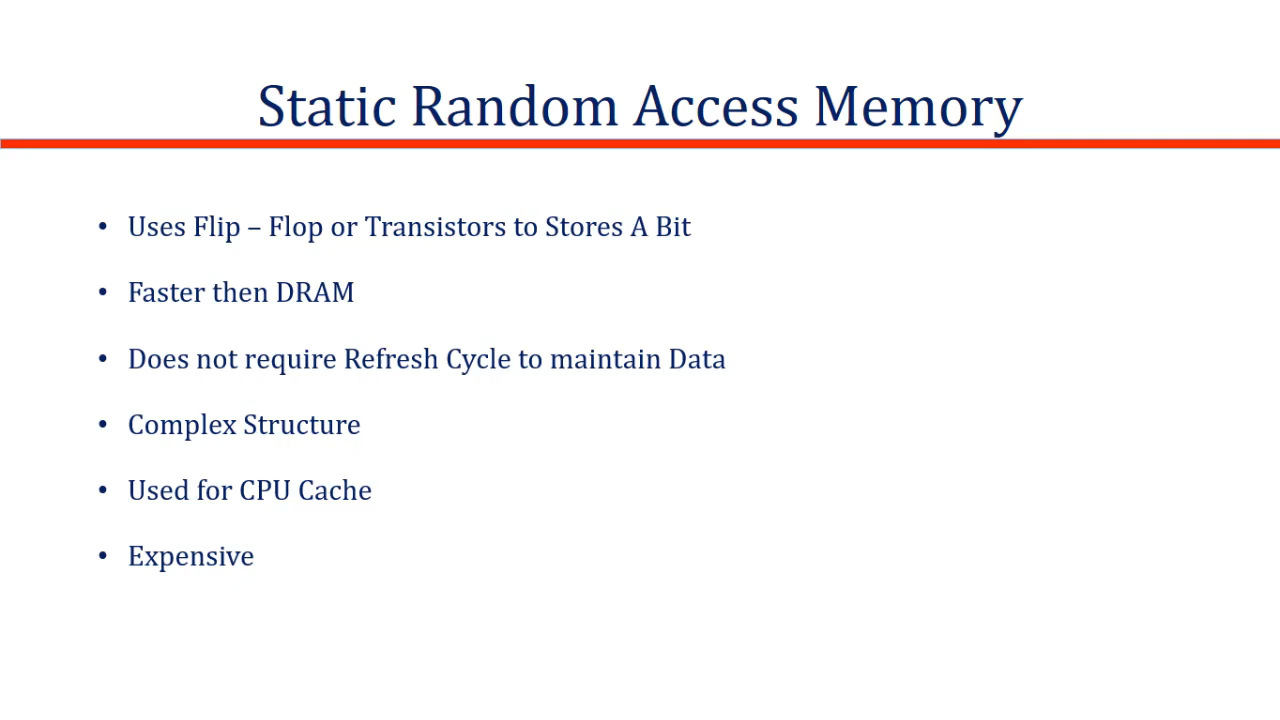 Static Random Access Memory
• Uses Flip – Flop or Transistors to Stores A Bit
• Faster then DRAM
• Does not require Refresh Cycle to maintain Data
• Complex Structure
• Used for CPU Cache
• Expensive